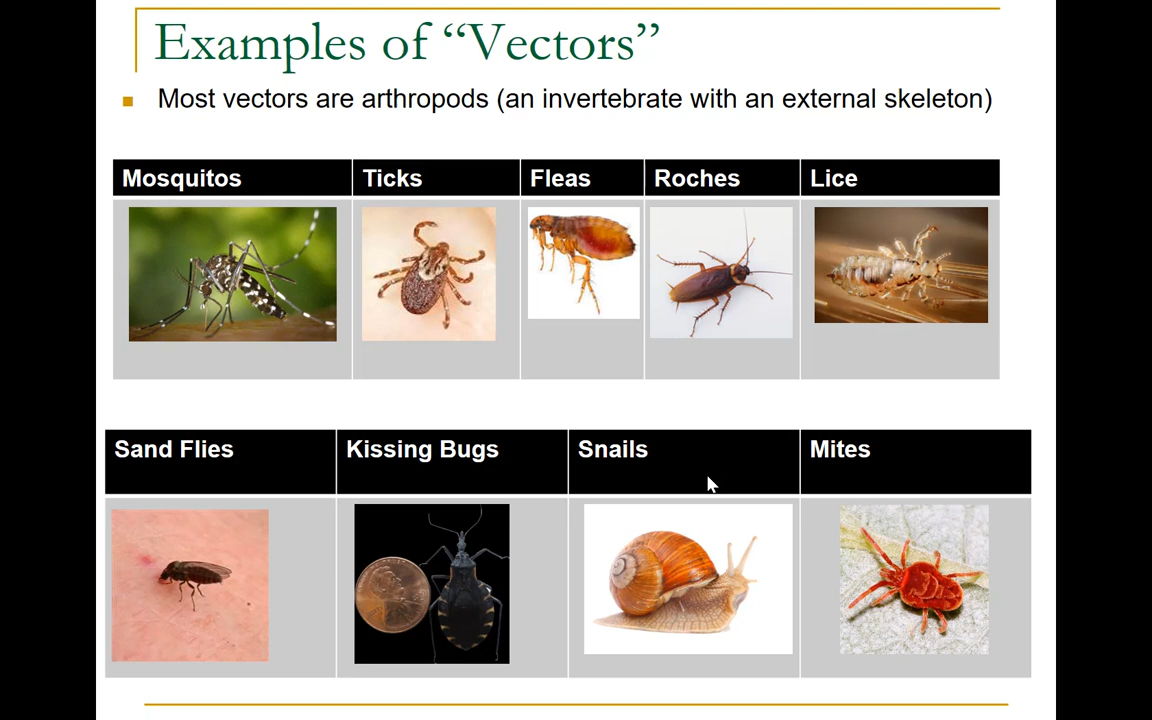 Examples of “Vectors”
Most vectors are arthropods (an invertebrate with an external skeleton)
Mosquitos Ticks Fleas Roches Lice
Sand Flies Kissing Bugs Snails Mites